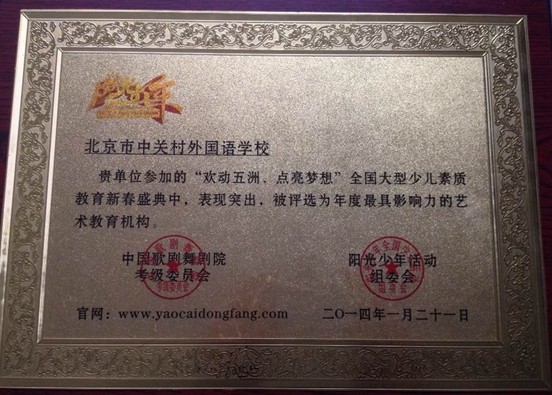 北京市中关村外国语学校
贵单位参加的“欢动五洲、点亮梦想”全国大型少儿素质
教育新春盛典中，表现突出，被评选为年度最具影响力的艺
术教育机构。
中国歌剧舞剧院
考级委员会
阳光少年活动
组委会
官网：www.yaocaidongfang.com
二〇一四年一月二十一日